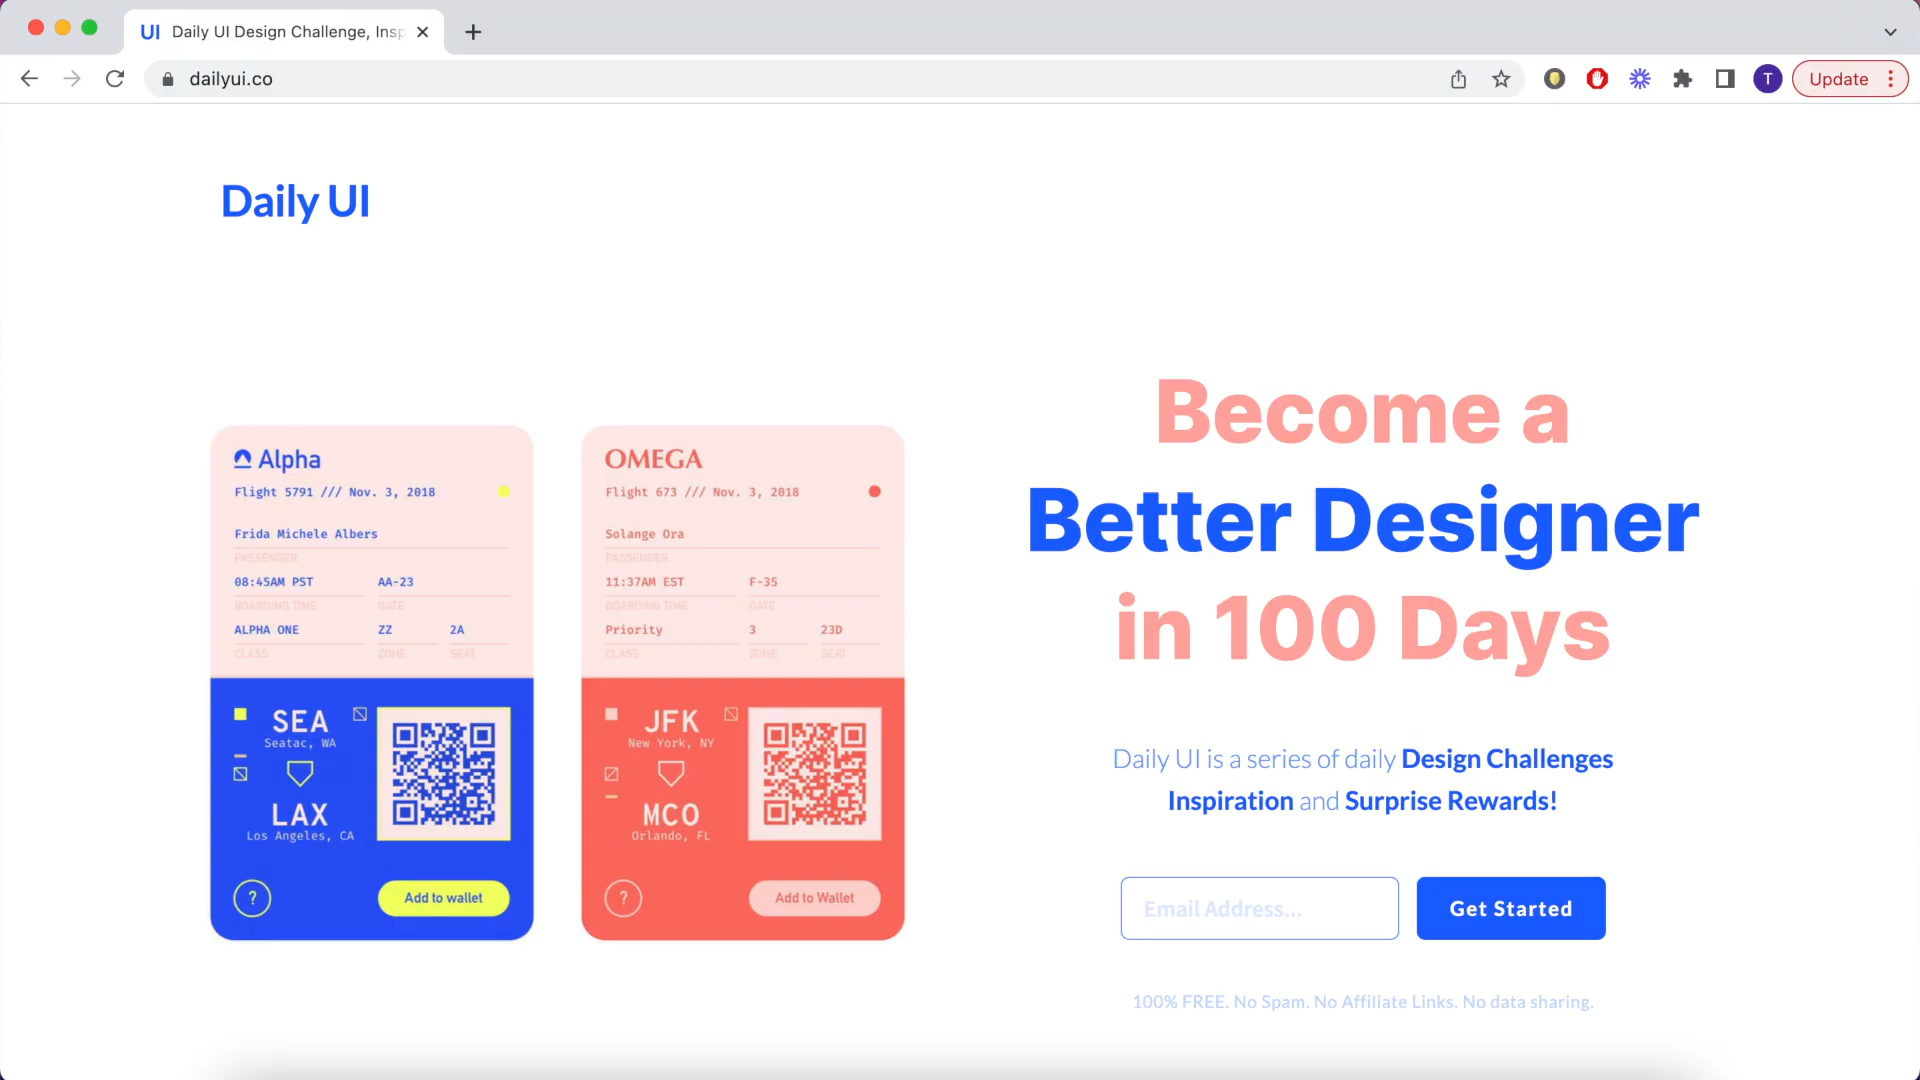 UI Daily UI Design Challenge, Insp
dailyui.co
T
Update
Daily UI
Alpha
Flight 5791 /// Nov. 3, 2018
Frida Michele Albers
PASSENGER
08:45AM PST AA-23
BOARDING TIME GATE
ALPHA ONE ZZ 2A
CLASS ZONE SEAT
SEA
Seatac, WA
LAX
Los Angeles, CA
?
Add to wallet
OMEGA
Flight 673 /// Nov. 3, 2018
Solange Ora
PASSENGER
11:37AM EST F-35
BOARDING TIME GATE
Priority 3 23D
CLASS ZONE SEAT
JFK
New York, NY
MCO
Orlando, FL
?
Add to Wallet
Become a
Better Designer
in 100 Days
Daily UI is a series of daily Design Challenges
Inspiration and Surprise Rewards!
Email Address...
Get Started
100% FREE. No Spam. No Affiliate Links. No data sharing.